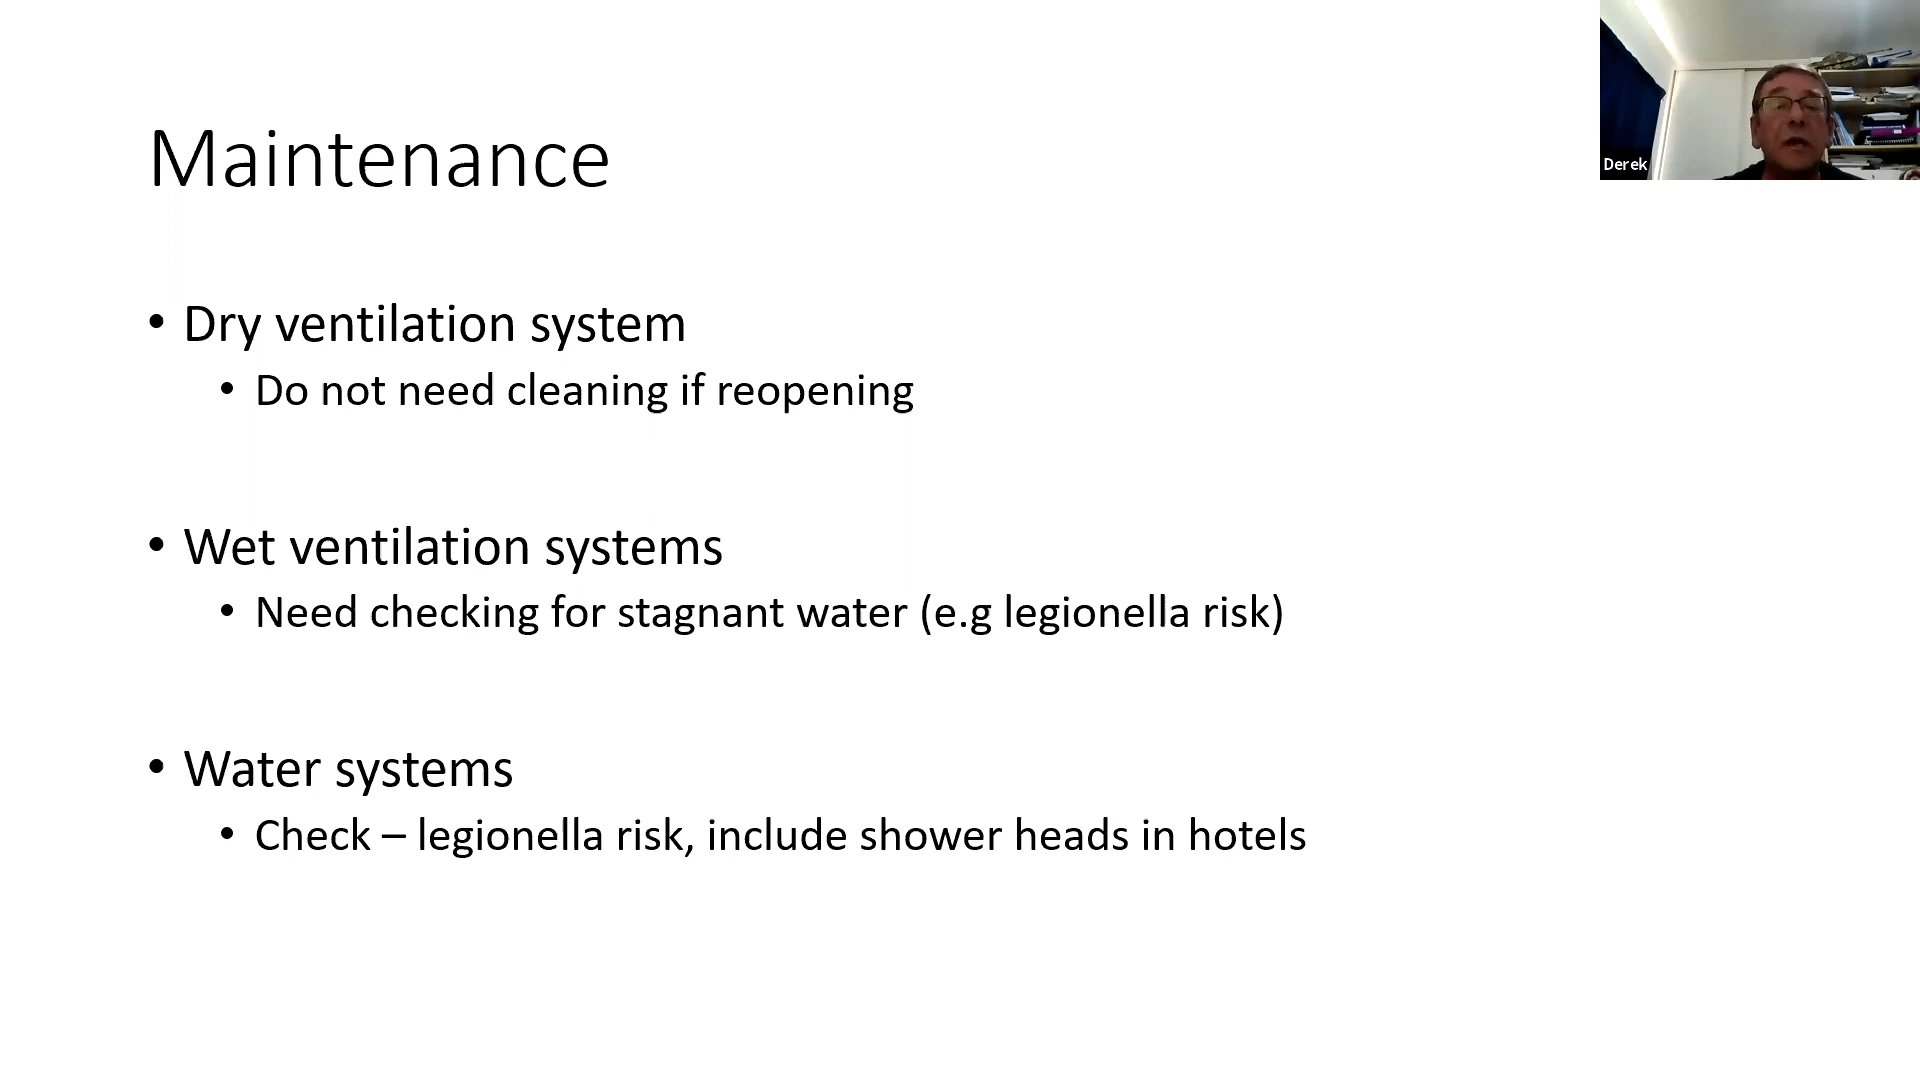 Maintenance
Derek
• Dry ventilation system
• Do not need cleaning if reopening
• Wet ventilation systems
• Need checking for stagnant water (e.g legionella risk)
• Water systems
• Check – legionella risk, include shower heads in hotels